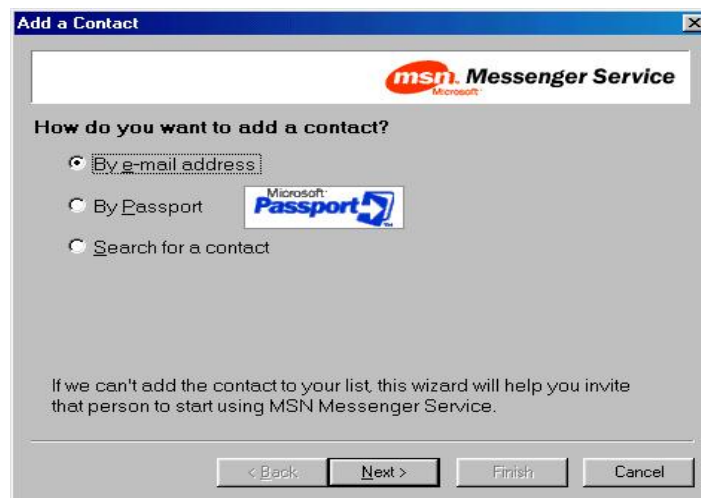 Add a Contact
msn. Messenger Service
Microsoft
How do you want to add a contact?
By e-mail address
By Passport
Microsoft
Passport
Search for a contact
If we can't add the contact to your list, this wizard will help you invite
that person to start using MSN Messenger Service.
< Back Next > Finish Cancel